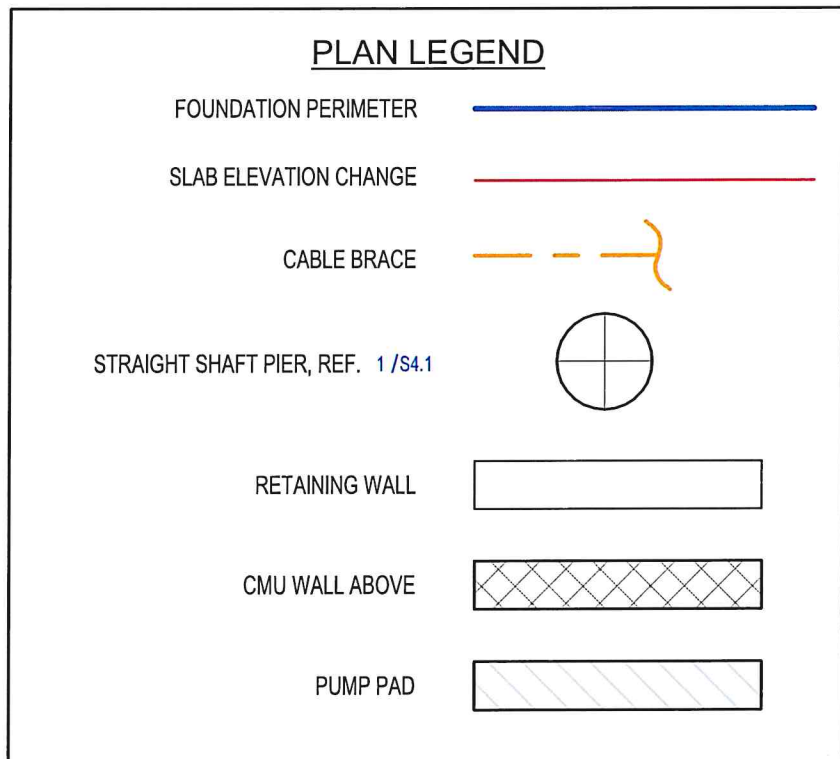 PLAN LEGEND
FOUNDATION PERIMETER
SLAB ELEVATION CHANGE
CABLE BRACE
STRAIGHT SHAFT PIER, REF. 1 /S4.1
RETAINING WALL
CMU WALL ABOVE
PUMP PAD